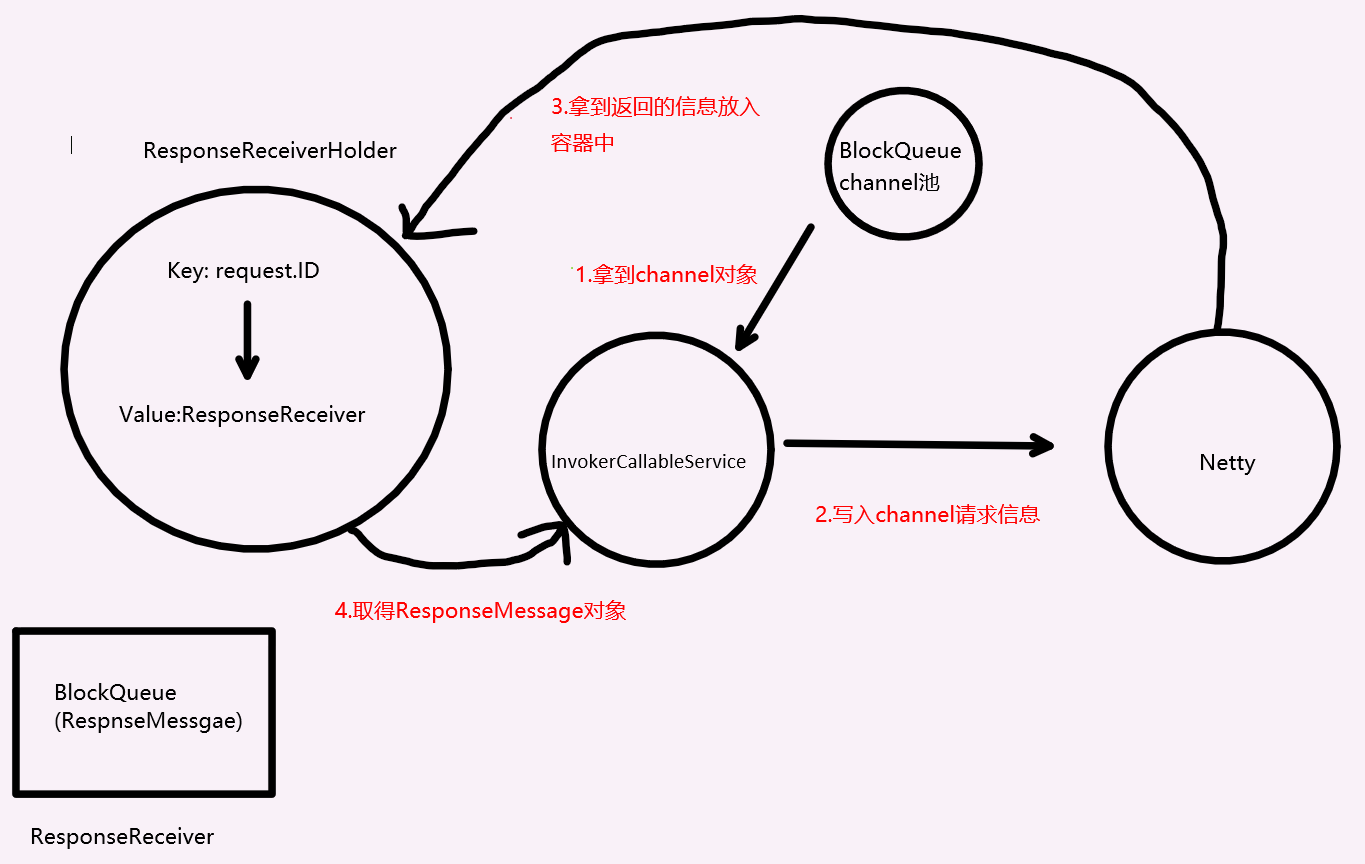 3.拿到返回的信息放入
容器中
ResponseReceiverHolder
BlockQueue
channel池
Key: request.ID
1.拿到channel对象
Value:ResponseReceiver
InvokerCallableService
Netty
2.写入channel请求信息
4.取得ResponseMessage对象
BlockQueue
(RespnseMessgae)
ResponseReceiver